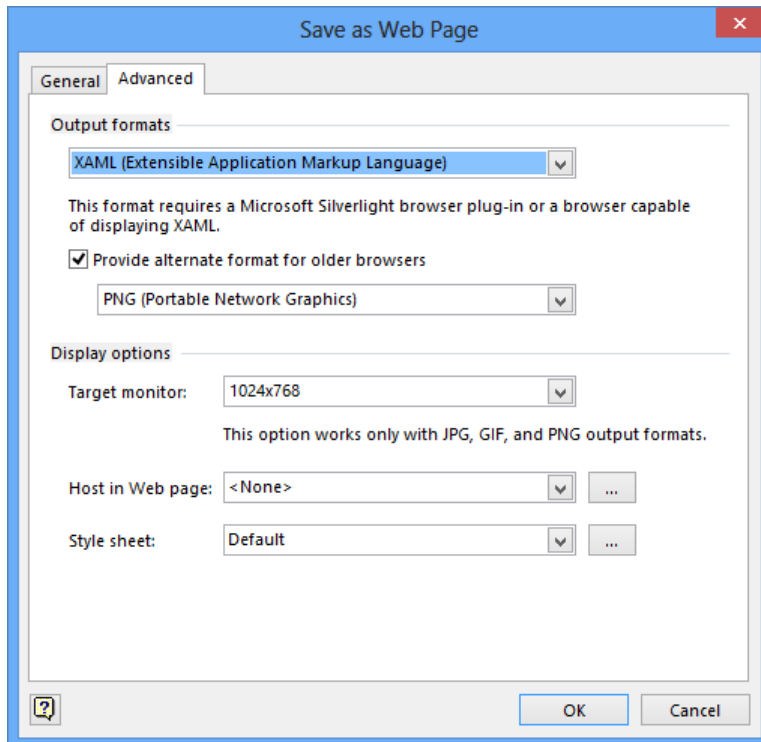 Save as Web Page
General
Advanced
Output formats
XAML (Extensible Application Markup Language)
This format requires a Microsoft Silverlight browser plug-in or a browser capable
of displaying XAML.
Provide alternate format for older browsers
PNG (Portable Network Graphics)
Display options
Target monitor:
1024x768
This option works only with JPG, GIF, and PNG output formats.
Host in Web page:
<None>
...
Style sheet:
Default
...
?
OK
Cancel